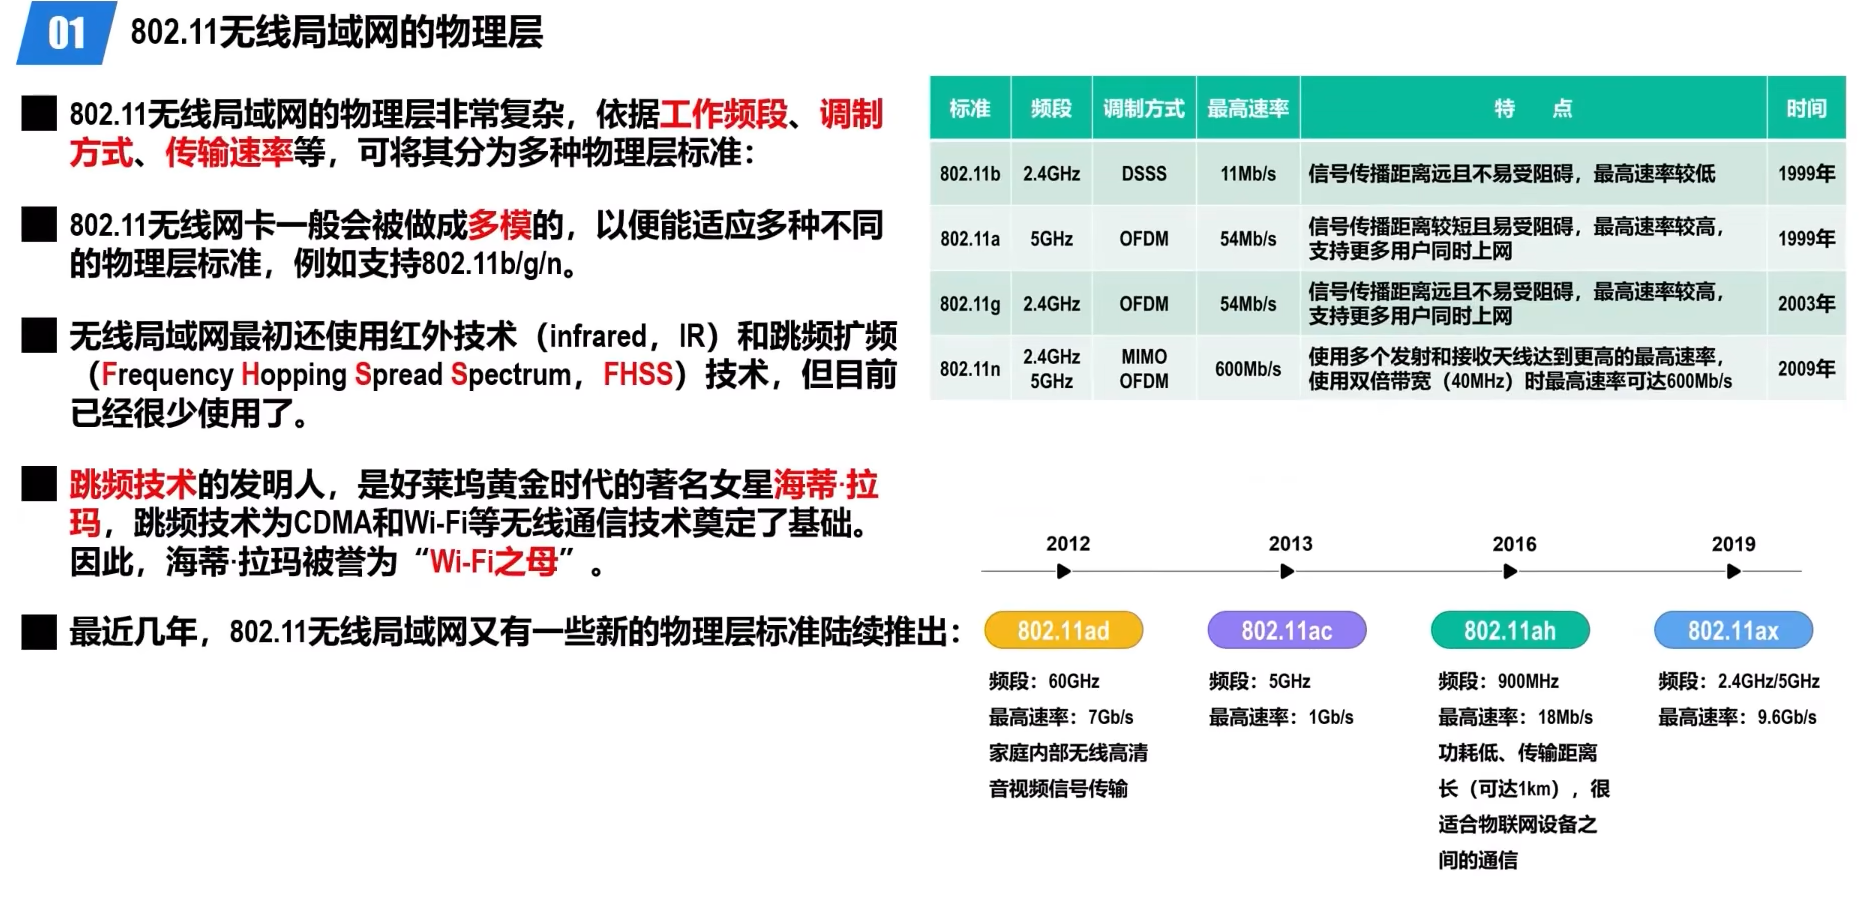 01
802.11无线局域网的物理层
802.11无线局域网的物理层非常复杂，依据工作频段、调制
方式、传输速率等，可将其分为多种物理层标准：
802.11无线网卡一般会被做成多模的，以便能适应多种不同
的物理层标准，例如支持802.11b/g/n。
无线局域网最初还使用红外技术（infrared，IR）和跳频扩频
（Frequency Hopping Spread Spectrum，FHSS）技术，但目前
已经很少使用了。
跳频技术的发明人，是好莱坞黄金时代的著名女星海蒂·拉
玛，跳频技术为CDMA和Wi-Fi等无线通信技术奠定了基础。
因此，海蒂·拉玛被誉为“Wi-Fi之母”。
最近几年，802.11无线局域网又有一些新的物理层标准陆续推出：
标准 频段 调制方式 最高速率 特 点 时间
802.11b 2.4GHz DSSS 11Mb/s 信号传播距离远且不易受阻碍，最高速率较低 1999年
802.11a 5GHz OFDM 54Mb/s 信号传播距离较短且易受阻碍，最高速率较高，
支持更多用户同时上网 1999年
802.11g 2.4GHz OFDM 54Mb/s 信号传播距离远且不易受阻碍，最高速率较高，
支持更多用户同时上网 2003年
802.11n 2.4GHz MIMO 600Mb/s 使用多个发射和接收天线达到更高的最高速率，
5GHz OFDM 使用双倍带宽（40MHz）时最高速率可达600Mb/s 2009年
2012 2013 2016 2019
802.11ad 802.11ac 802.11ah 802.11ax
频段：60GHz
最高速率：7Gb/s
家庭内部无线高清
音视频信号传输
频段：5GHz
最高速率：1Gb/s
频段：900MHz
最高速率：18Mb/s
功耗低、传输距离
长（可达1km），很
适合物联网设备之
间的通信
频段：2.4GHz/5GHz
最高速率：9.6Gb/s